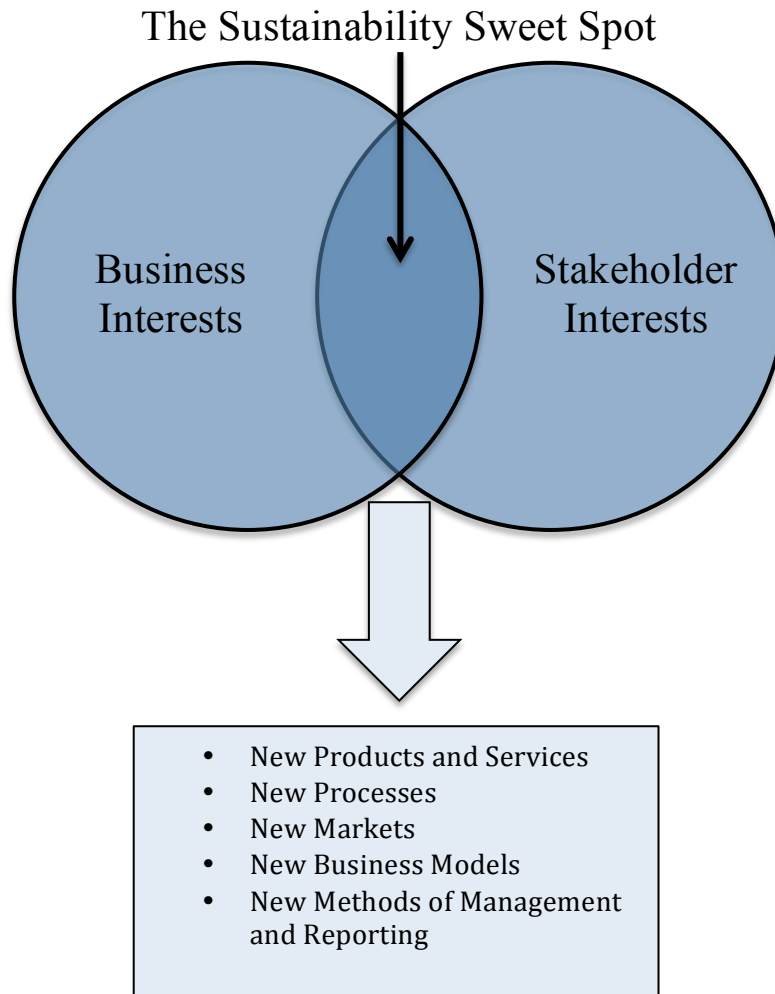 The Sustainability Sweet Spot
Business
Interests
Stakeholder
Interests
• New Products and Services
• New Processes
• New Markets
• New Business Models
• New Methods of Management
and Reporting